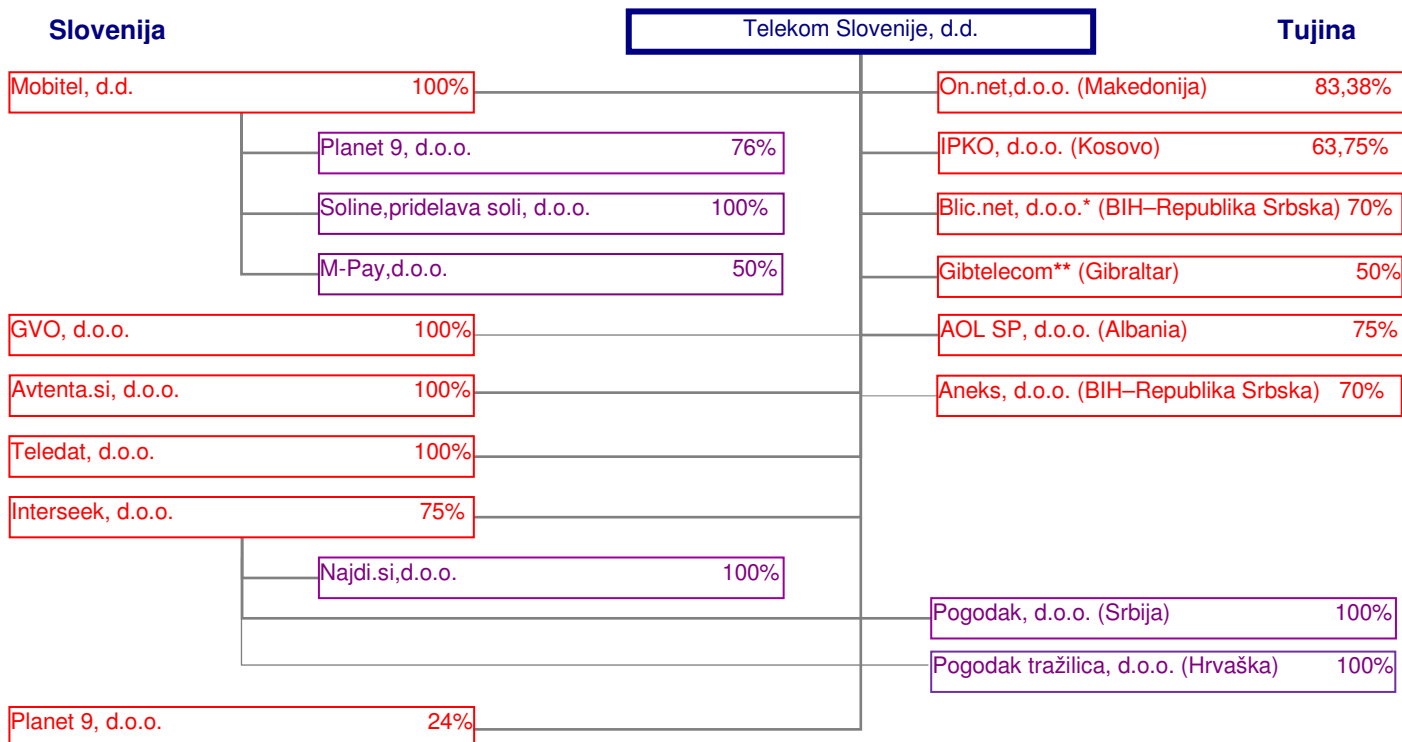 Slovenija
Telekom Slovenije, d.d.
Tujina
Mobitel, d.d. 100%
On.net,d.o.o. (Makedonija) 83,38%
Planet 9, d.o.o. 76%
IPKO, d.o.o. (Kosovo) 63,75%
Soline,pridelava soli, d.o.o. 100%
Blic.net, d.o.o.* (BIH–Republika Srbska) 70%
M-Pay,d.o.o. 50%
Gibtelecom** (Gibraltar) 50%
GVO, d.o.o. 100%
AOL SP, d.o.o. (Albania) 75%
Avtenta.si, d.o.o. 100%
Aneks, d.o.o. (BIH–Republika Srbska) 70%
Teledat, d.o.o. 100%
Interseek, d.o.o. 75%
Najdi.si,d.o.o. 100%
Pogodak, d.o.o. (Srbija) 100%
Pogodak tražilica, d.o.o. (Hrvaška) 100%
Planet 9, d.o.o. 24%